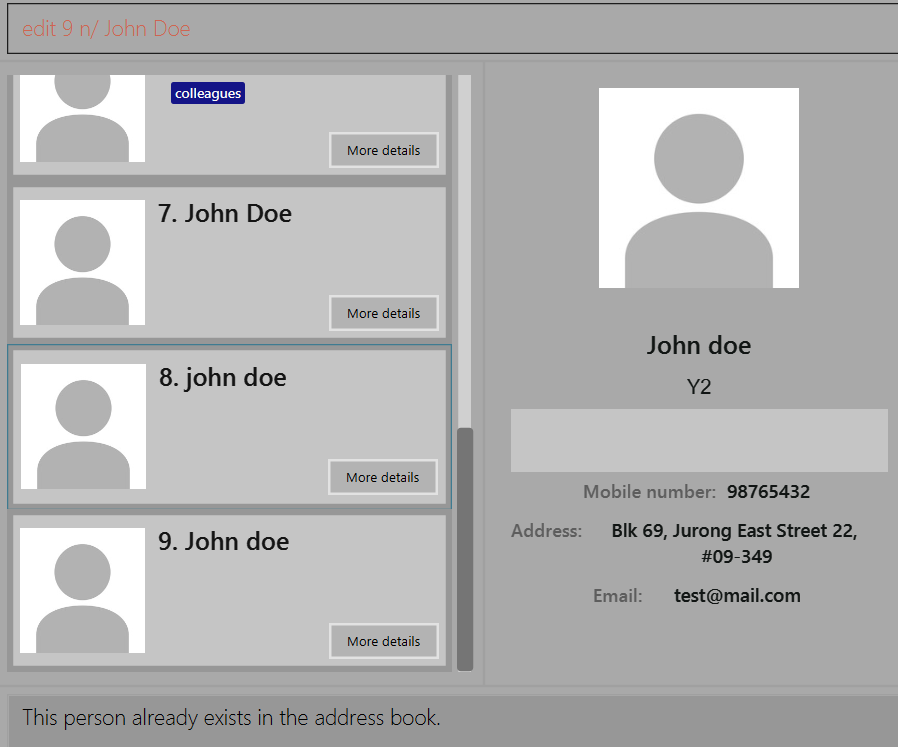 edit 9 n/ John Doe
colleagues
More details
7. John Doe
More details
8. john doe
More details
9. John doe
More details
John doe
Y2
Mobile number: 98765432
Address: Blk 69, Jurong East Street 22,
#09-349
Email: test@mail.com
This person already exists in the address book.